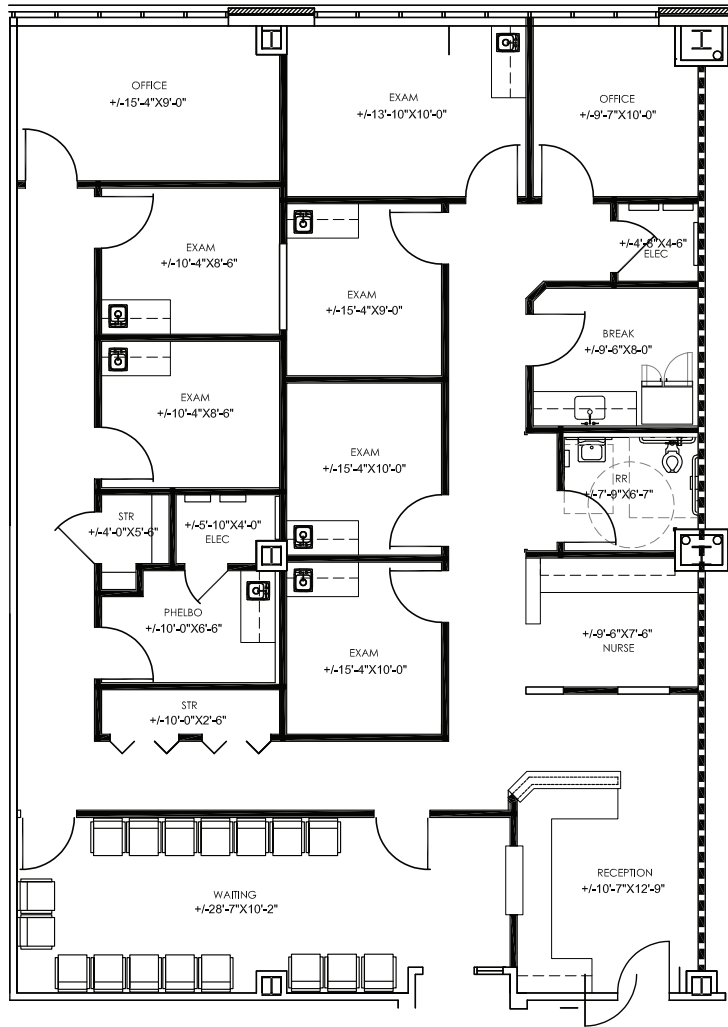 OFFICE
+/-15'-4"X9'-0"
EXAM
+/-13'-10"X10'-0"
OFFICE
+/-9'-7"X10'-0"
EXAM
+/-10'-4"X8'-6"
EXAM
+/-15'-4"X9'-0"
+/-4'-8"X4-6"
ELEC
BREAK
+/-9'-6"X8-0"
EXAM
+/-10'-4"X8'-6"
EXAM
+/-15'-4"X10'-0"
RR
+/-7'-9"X6'-7"
STR
+/-4'-0"X5'-6"
+/-5'-10"X4'-0"
ELEC
PHELBO
+/-10'-0"X6'-6"
EXAM
+/-15'-4"X10'-0"
+/-9'-6"X7'-6"
NURSE
STR
+/-10'-0"X2'-6"
WAITING
+/-28'-7"X10'-2"
RECEPTION
+/-10'-7"X12'-9"